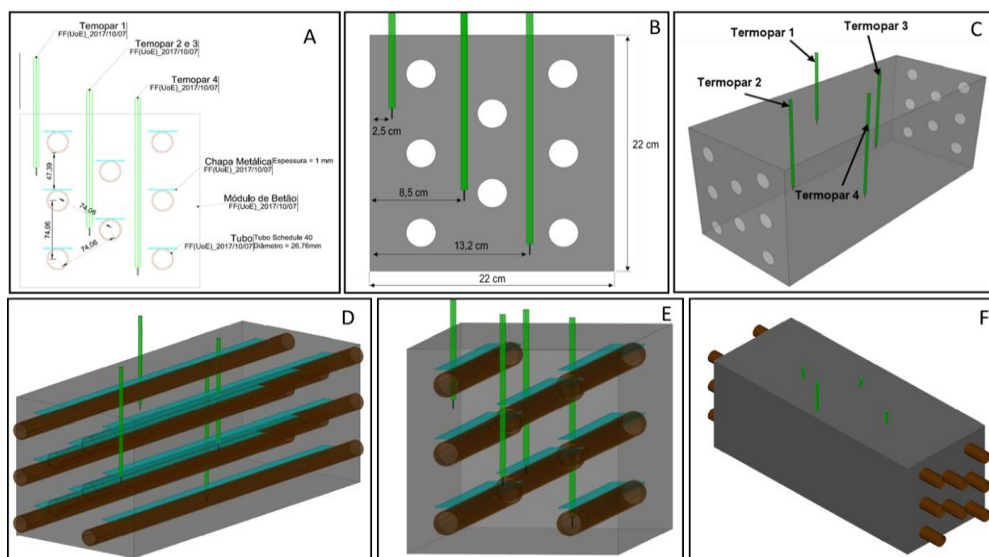 A
Temopar 1
FF(UoE)_2017/10/07
Temopar 2 e 3
FF(UoE)_2017/10/07
Temopar 4
FF(UoE)_2017/10/07
Chapa Metálica Espessura = 1 mm
FF(UoE)_2017/10/07
Módulo de Betão
FF(UoE)_2017/10/07
Tubo Tubo Schedule 40
FF(UoE)_2017/10/07 Diâmetro = 26,76mm
47,39
74,06
74,06
74,06
B
2,5 cm
8,5 cm
13,2 cm
22 cm
22 cm
C
Termopar 1
Termopar 3
Termopar 2
Termopar 4
D
E
F